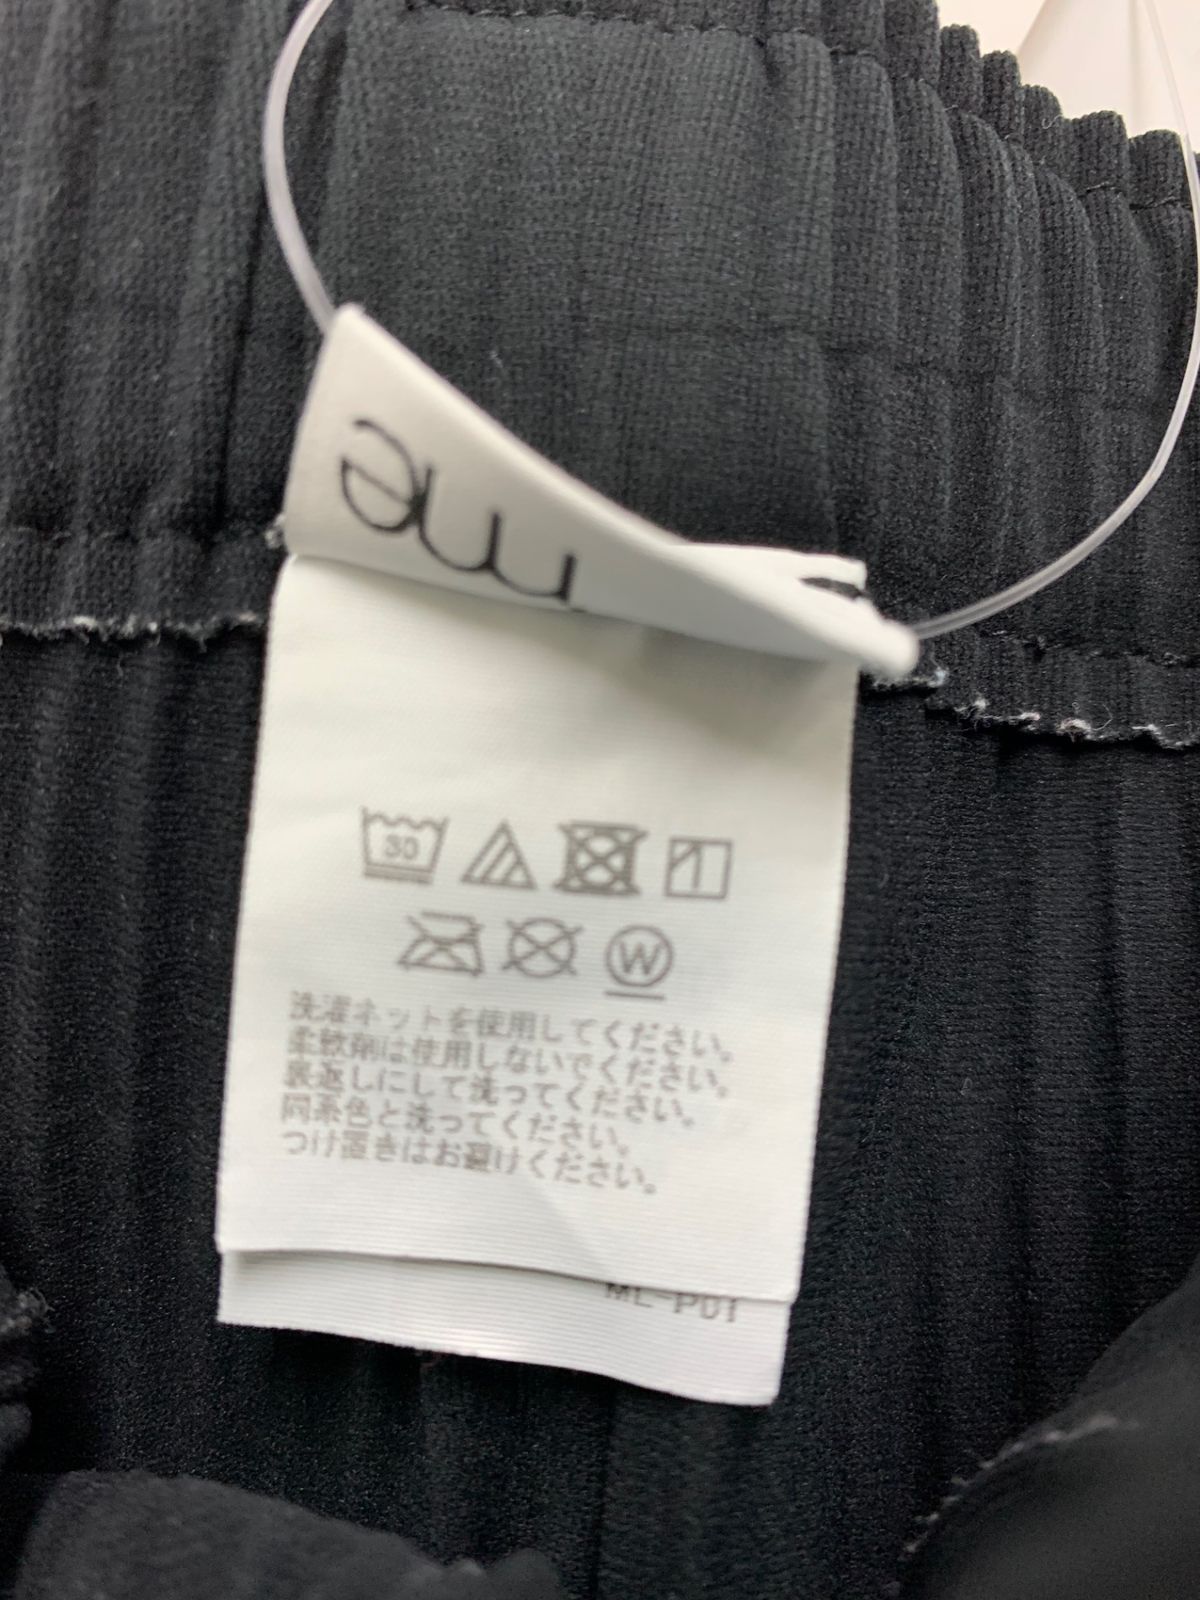 me
30
W
洗濯ネットを使用してください。
柔軟剤は使用しないでください。
裏返しにして洗ってください。
同系色と洗ってください。
つけ置きはお避けください。
ML-P01